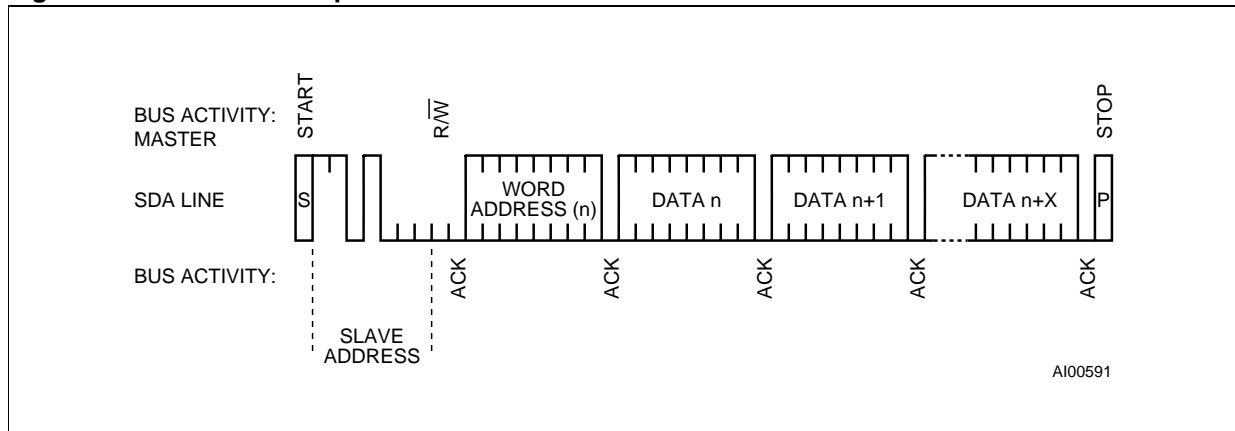 START
R/W
STOP
BUS ACTIVITY:
MASTER
SDA LINE
S
WORD
ADDRESS (n)
DATA n
DATA n+1
DATA n+X
P
BUS ACTIVITY:
ACK
ACK
ACK
ACK
ACK
SLAVE
ADDRESS
AI00591